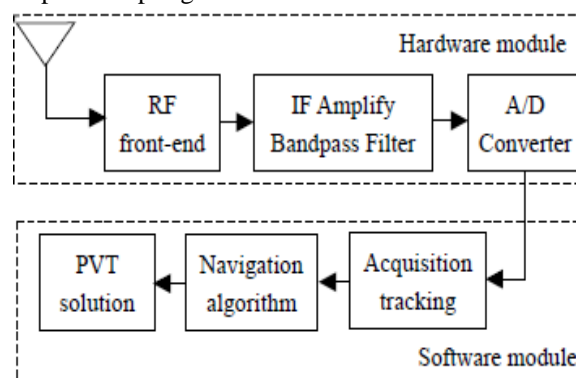 Hardware module
RF
front-end
IF Amplify
Bandpass Filter
A/D
Converter
PVT
solution
Navigation
algorithm
Acquisition
tracking
Software module